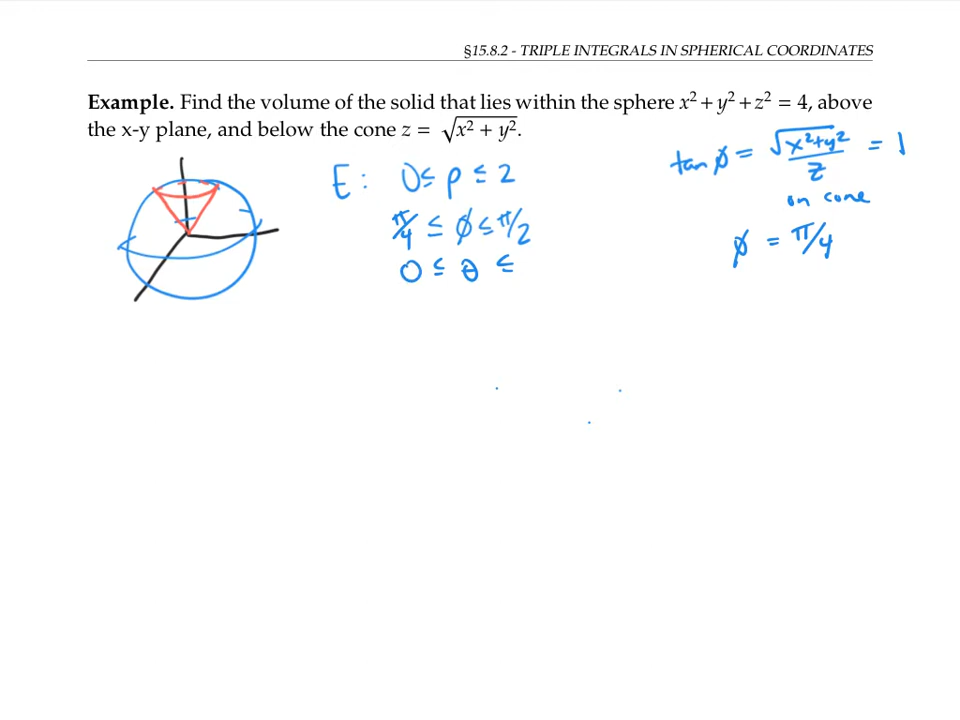 §15.8.2 - TRIPLE INTEGRALS IN SPHERICAL COORDINATES
Example. Find the volume of the solid that lies within the sphere x² + y² + z² = 4, above
the x-y plane, and below the cone z = √(x² + y²).
E: 0 ≤ ρ ≤ 2
π/4 ≤ φ ≤ π/2
0 ≤ θ ≤
tan φ = √(x²+y²)/z = 1
on cone
φ = π/4